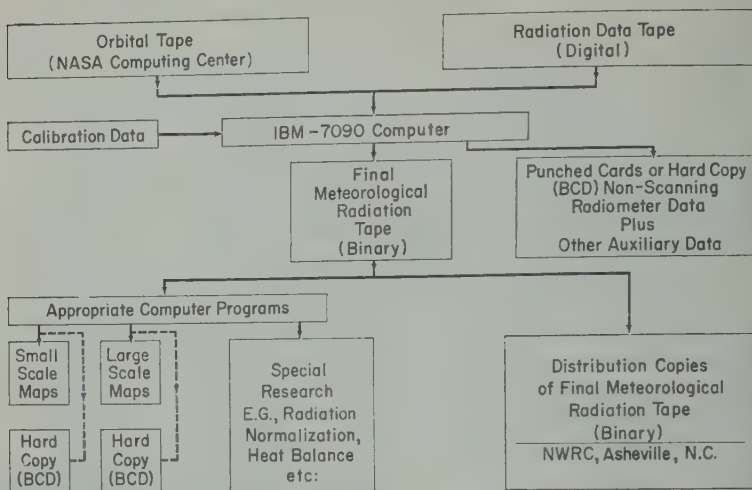 Orbital Tape
(NASA Computing Center)
Radiation Data Tape
(Digital)
Calibration Data
IBM-7090 Computer
Final
Meteorological
Radiation
Tape
(Binary)
Punched Cards or Hard Copy
(BCD) Non-Scanning
Radiometer Data
Plus
Other Auxiliary Data
Appropriate Computer Programs
Small
Scale
Maps
Large
Scale
Maps
Hard
Copy
(BCD)
Hard
Copy
(BCD)
Special
Research
E.G., Radiation
Normalization,
Heat Balance
etc:
Distribution Copies
of Final Meteorological
Radiation Tape
(Binary)
NWRC, Asheville, N.C.